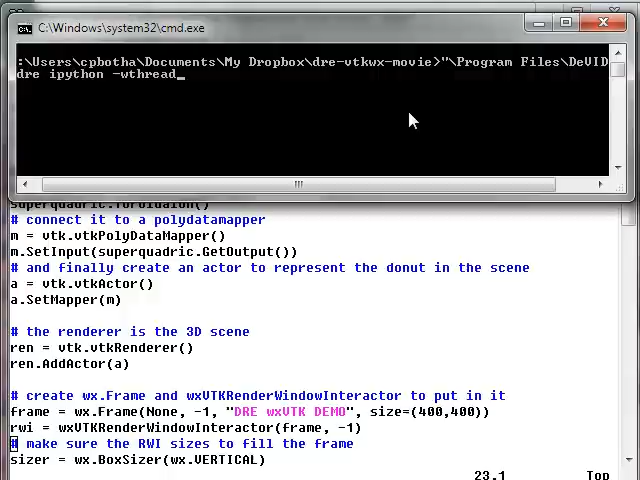 C:\Windows\system32\cmd.exe
:\Users\cpbotha\Documents\My Dropbox\dre-vtkwx-movie>"\Program Files\DeVID
dre ipython -wthread_
superquadric.ToroidalOn()
# connect it to a polydatamapper
m = vtk.vtkPolyDataMapper()
m.SetInput(superquadric.GetOutput())
# and finally create an actor to represent the donut in the scene
a = vtk.vtkActor()
a.SetMapper(m)
# the renderer is the 3D scene
ren = vtk.vtkRenderer()
ren.AddActor(a)
# create wx.Frame and wxVTKRenderWindowInteractor to put in it
frame = wx.Frame(None, -1, "DRE wxVTK DEMO", size=(400,400))
rwi = wxVTKRenderWindowInteractor(frame, -1)
# make sure the RWI sizes to fill the frame
sizer = wx.BoxSizer(wx.VERTICAL)
23.1 Top